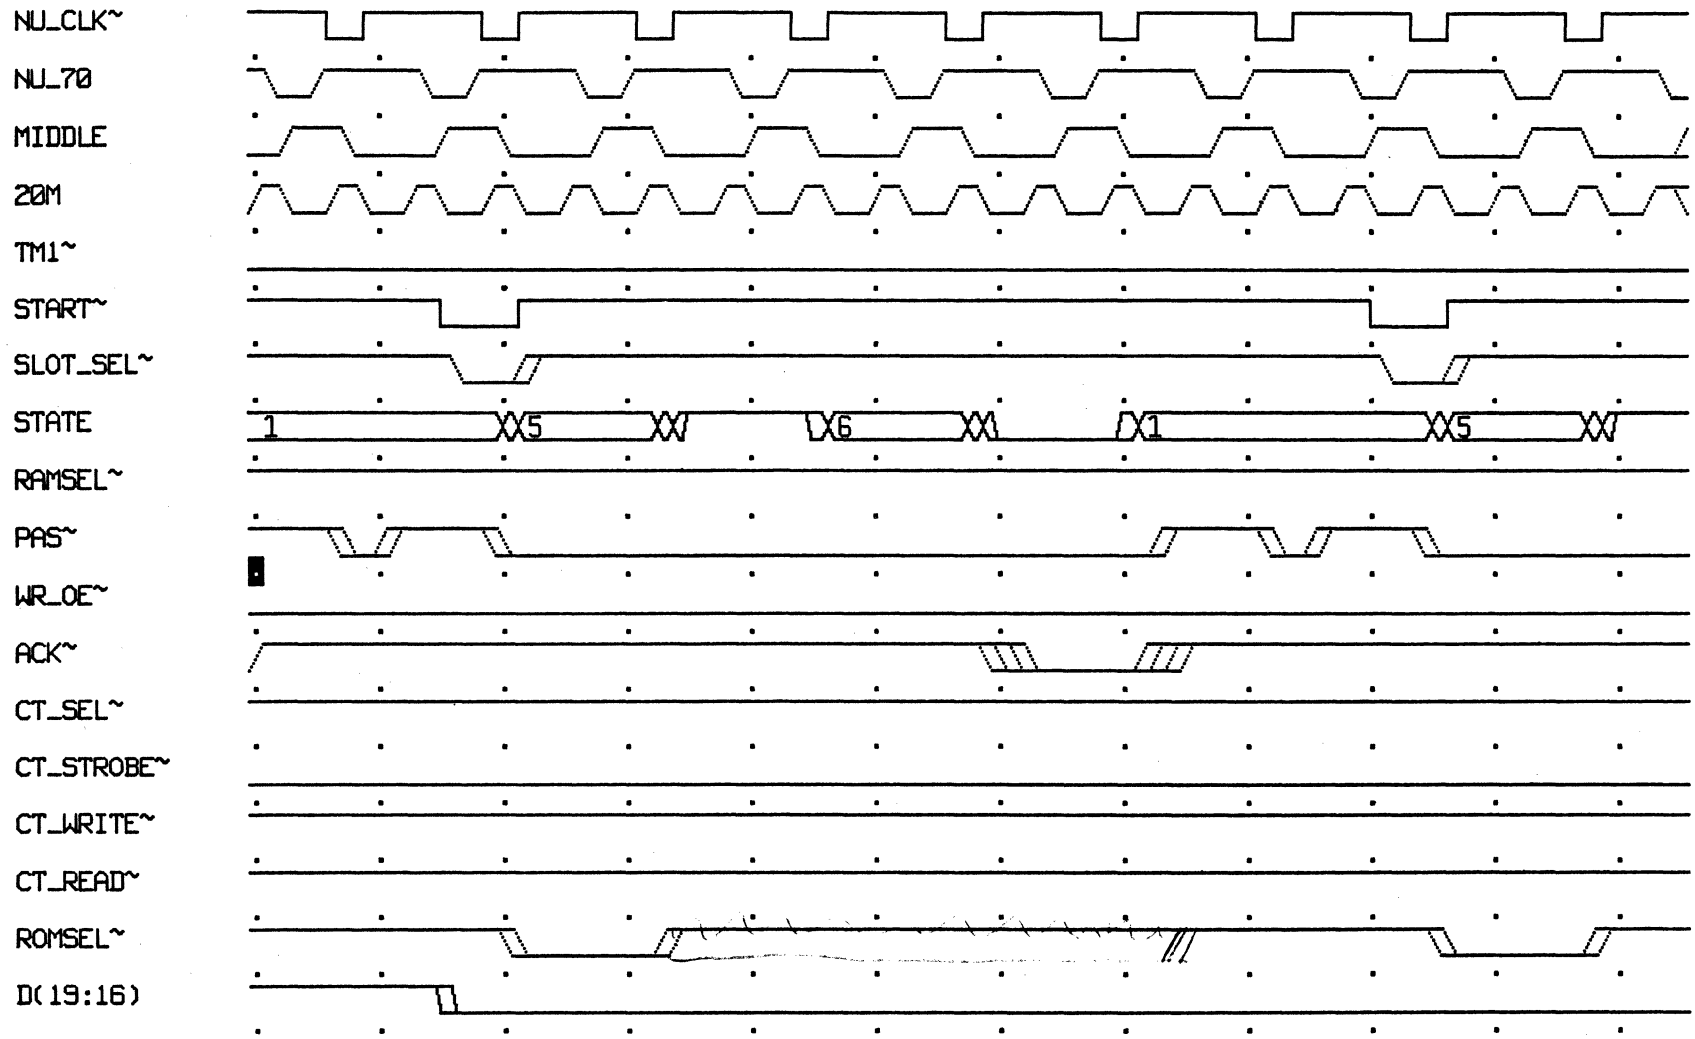 NU_CLK~
NU_70
MIDDLE
20M
TM1~
START~
SLOT_SEL~
STATE 1 5 6 1 5
RAMSEL~
PAS~
WR_OE~
ACK~
CT_SEL~
CT_STROBE~
CT_WRITE~
CT_READ~
ROMSEL~
D(19:16)